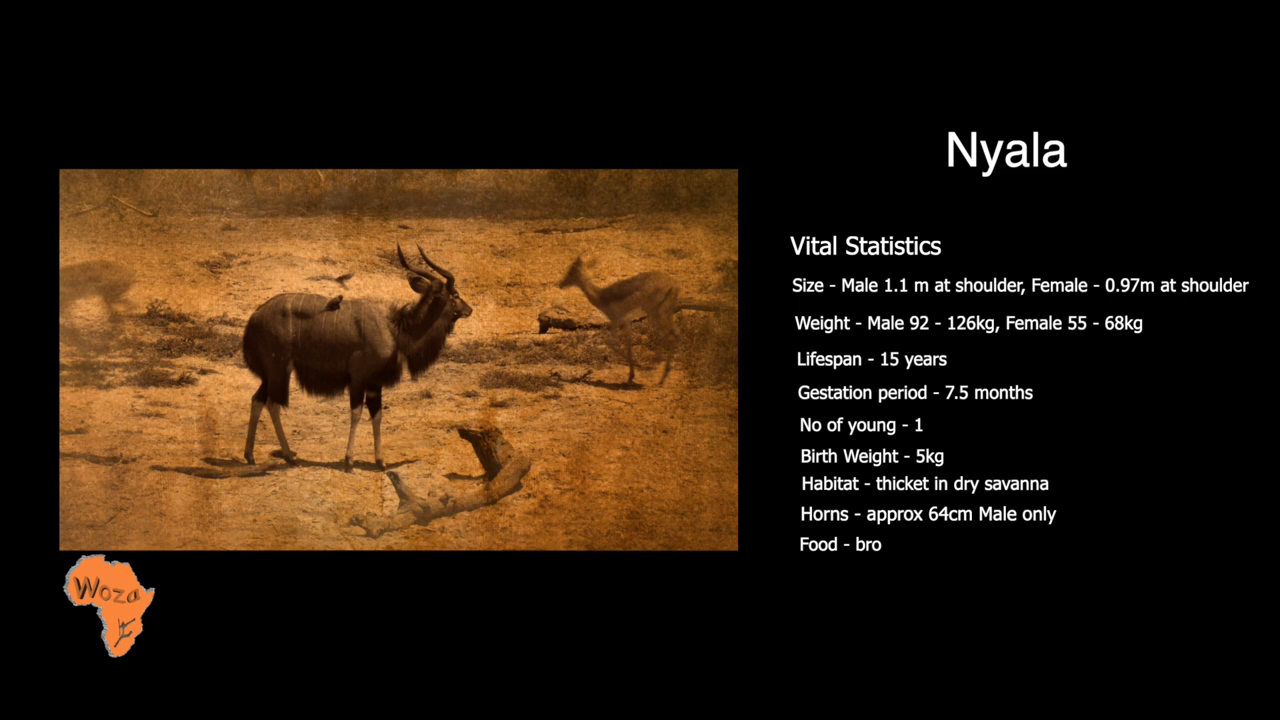 Nyala
Vital Statistics
Size - Male 1.1 m at shoulder, Female - 0.97m at shoulder
Weight - Male 92 - 126kg, Female 55 - 68kg
Lifespan - 15 years
Gestation period - 7.5 months
No of young - 1
Birth Weight - 5kg
Habitat - thicket in dry savanna
Horns - approx 64cm Male only
Food - bro
Woza